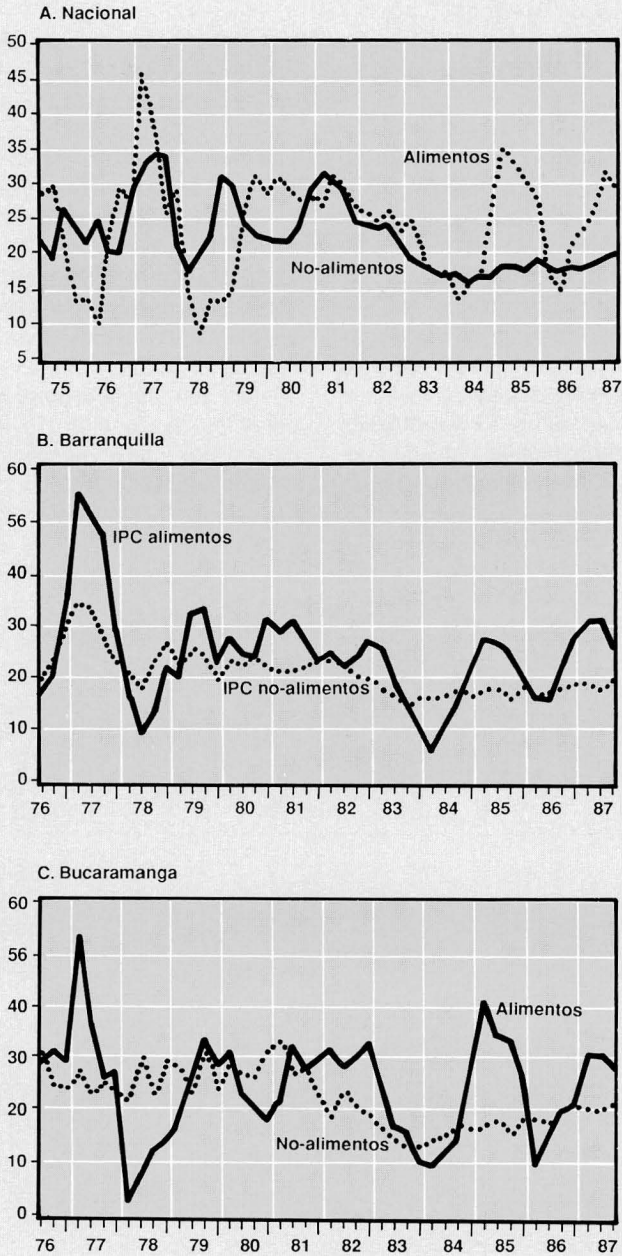 A. Nacional
50
45
40
35
30
25
20
15
10
5
Alimentos
No-alimentos
75 76 77 78 79 80 81 82 83 84 85 86 87
B. Barranquilla
60
56
40
30
20
10
0
IPC alimentos
IPC no-alimentos
76 77 78 79 80 81 82 83 84 85 86 87
C. Bucaramanga
60
56
40
30
20
10
0
Alimentos
No-alimentos
76 77 78 79 80 81 82 83 84 85 86 87